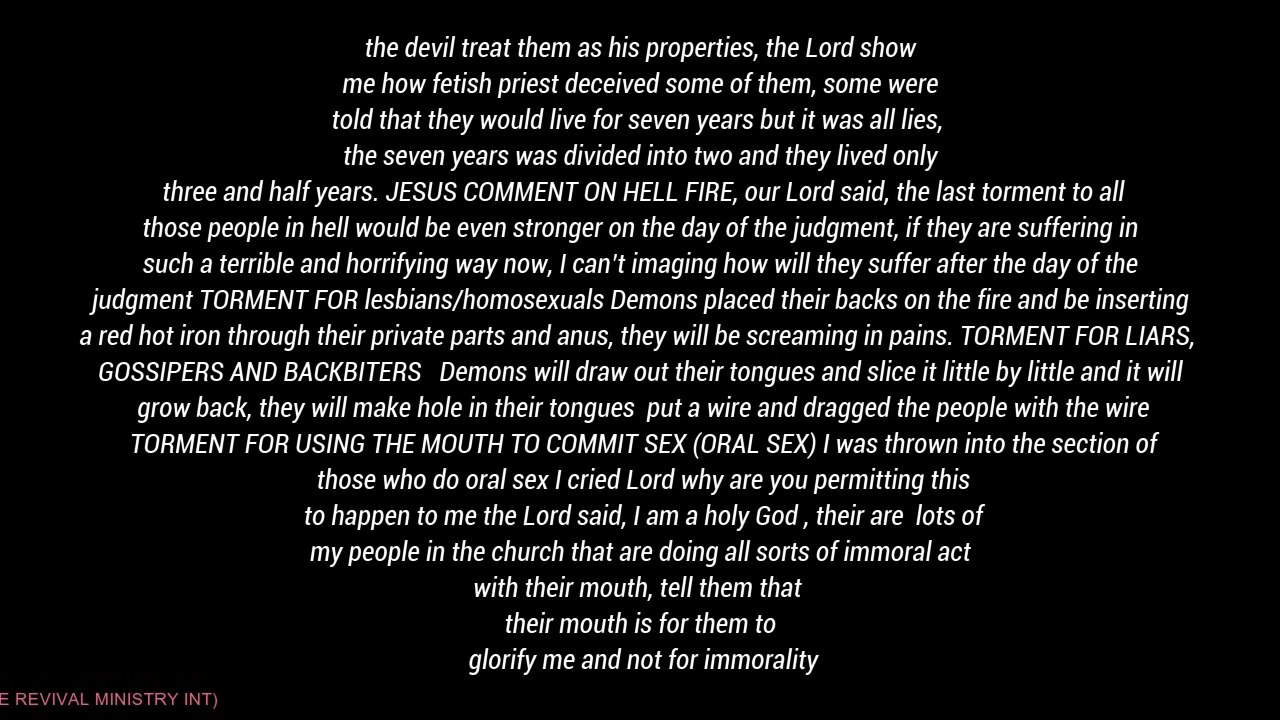 the devil treat them as his properties, the Lord show
me how fetish priest deceived some of them, some were
told that they would live for seven years but it was all lies,
the seven years was divided into two and they lived only
three and half years. JESUS COMMENT ON HELL FIRE, our Lord said, the last torment to all
those people in hell would be even stronger on the day of the judgment, if they are suffering in
such a terrible and horrifying way now, I can't imaging how will they suffer after the day of the
judgment TORMENT FOR lesbians/homosexuals Demons placed their backs on the fire and be inserting
a red hot iron through their private parts and anus, they will be screaming in pains. TORMENT FOR LIARS,
GOSSIPERS AND BACKBITERS   Demons will draw out their tongues and slice it little by little and it will
grow back, they will make hole in their tongues  put a wire and dragged the people with the wire
TORMENT FOR USING THE MOUTH TO COMMIT SEX (ORAL SEX) I was thrown into the section of
those who do oral sex I cried Lord why are you permitting this
to happen to me the Lord said, I am a holy God , their are  lots of
my people in the church that are doing all sorts of immoral act
with their mouth, tell them that
their mouth is for them to
glorify me and not for immorality
E REVIVAL MINISTRY INT)